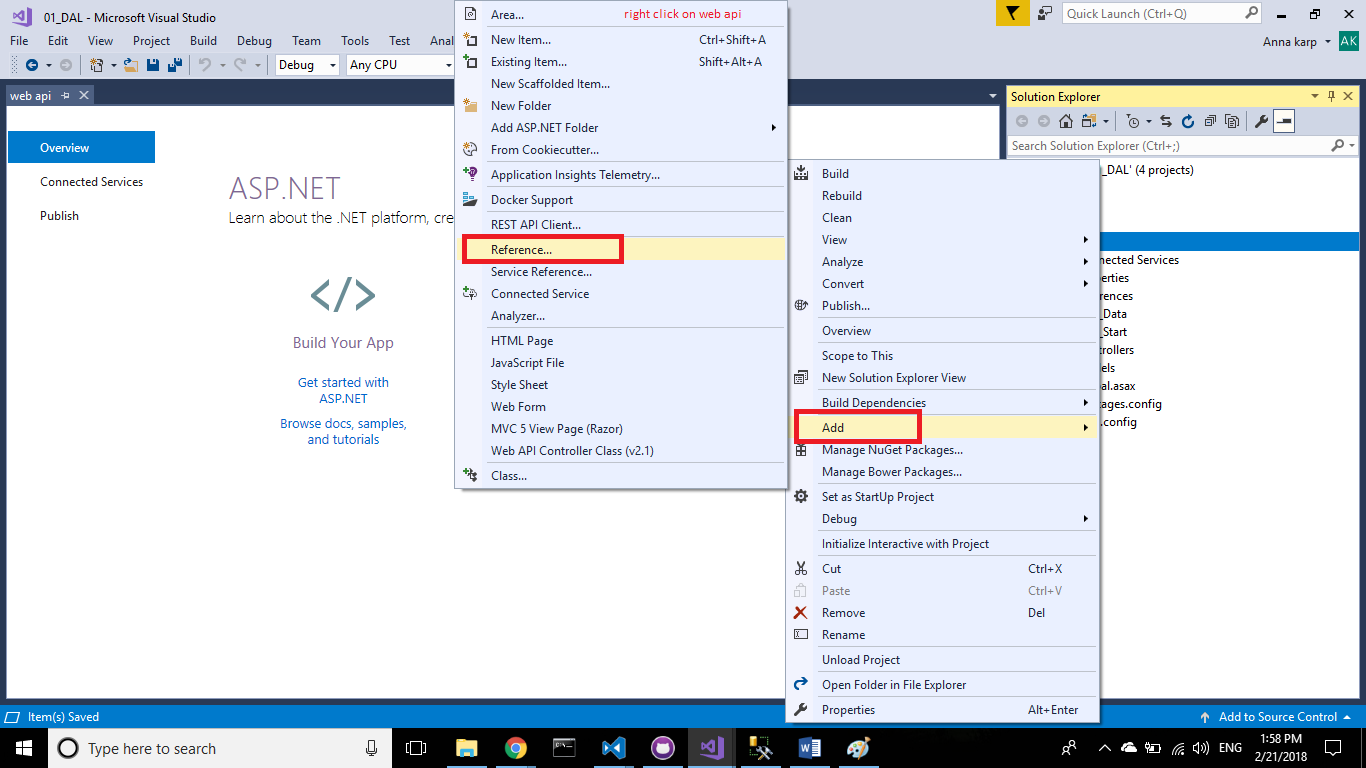 01_DAL - Microsoft Visual Studio
Quick Launch (Ctrl+Q)
File Edit View Project Build Debug Team Tools Test
Anna karp AK
Debug Any CPU
web api
Overview
Connected Services
Publish
ASP.NET
Learn about the .NET platform, cre
Build Your App
Get started with
ASP.NET
Browse docs, samples,
and tutorials
Area... right click on web api
New Item... Ctrl+Shift+A
Existing Item... Shift+Alt+A
New Scaffolded Item...
New Folder
Add ASP.NET Folder
From Cookiecutter...
Application Insights Telemetry...
Docker Support
REST API Client...
Reference...
Service Reference...
Connected Service
Analyzer...
HTML Page
JavaScript File
Style Sheet
Web Form
MVC 5 View Page (Razor)
Web API Controller Class (v2.1)
Class...
Build
Rebuild
Clean
View
Analyze
Convert
Publish...
Overview
Scope to This
New Solution Explorer View
Build Dependencies
Add
Manage NuGet Packages...
Manage Bower Packages...
Set as StartUp Project
Debug
Initialize Interactive with Project
Cut Ctrl+X
Paste Ctrl+V
Remove Del
Rename
Unload Project
Open Folder in File Explorer
Properties Alt+Enter
Solution Explorer
Search Solution Explorer (Ctrl+;)
_DAL' (4 projects)
nected Services
erties
rences
_Data
_Start
rollers
els
al.asax
ages.config
.config
Item(s) Saved
Add to Source Control
Type here to search
ENG
1:58 PM
2/21/2018